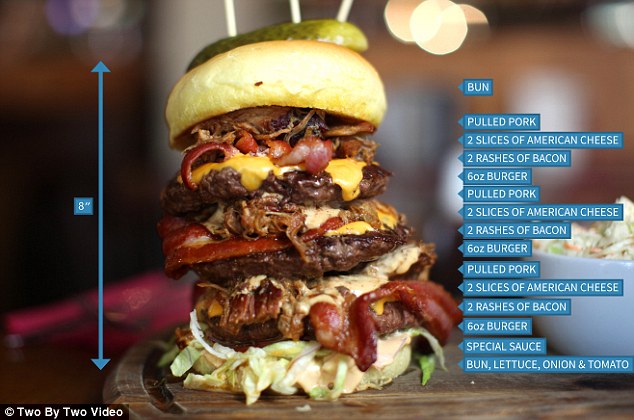 BUN
PULLED PORK
2 SLICES OF AMERICAN CHEESE
2 RASHES OF BACON
6oz BURGER
PULLED PORK
2 SLICES OF AMERICAN CHEESE
2 RASHES OF BACON
6oz BURGER
PULLED PORK
2 SLICES OF AMERICAN CHEESE
2 RASHES OF BACON
6oz BURGER
SPECIAL SAUCE
BUN, LETTUCE, ONION & TOMATO
8"
© Two By Two Video